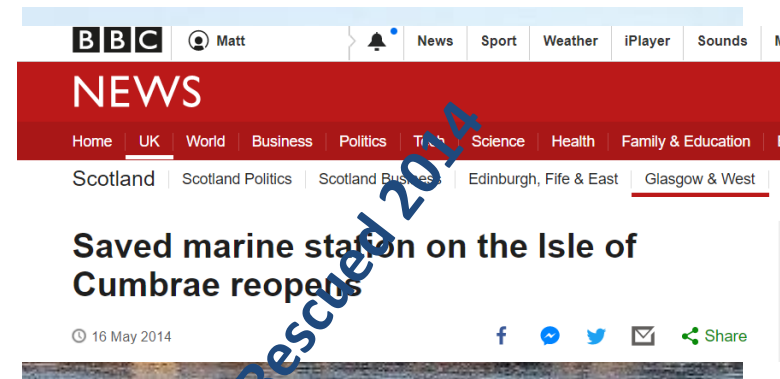 BBC Matt News Sport Weather iPlayer Sounds
NEWS
Home UK World Business Politics Tech Science Health Family & Education
Scotland Scotland Politics Scotland Business Edinburgh, Fife & East Glasgow & West
Saved marine station on the Isle of
Cumbrae reopens
16 May 2014 Share
Rescued 2014